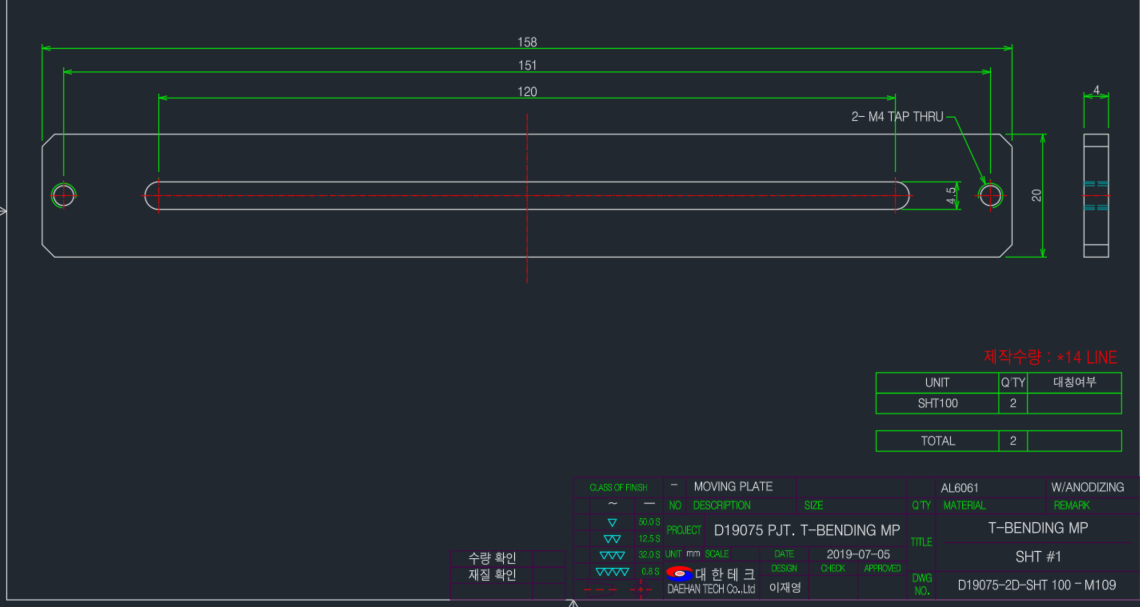 158
151
120
4
2- M4 TAP THRU
4.5
20
제작수량 : *14 LINE
UNIT Q'TY 대칭여부
SHT100 2
TOTAL 2
CLASS OF FINISH - MOVING PLATE AL6061 W/ANODIZING
~ — NO DESCRIPTION SIZE Q'TY MATERIAL REMARK
50.0 S
12.5 S
32.0 S
0.8 S
PROJECT D19075 PJT. T-BENDING MP
TITLE T-BENDING MP
SHT #1
UNIT mm SCALE DATE 2019-07-05
DESIGN CHECK APPROVED
대한테크
DAEHAN TECH Co.,Ltd 이재영
DWG NO. D19075-2D-SHT 100 - M109
수량 확인
재질 확인